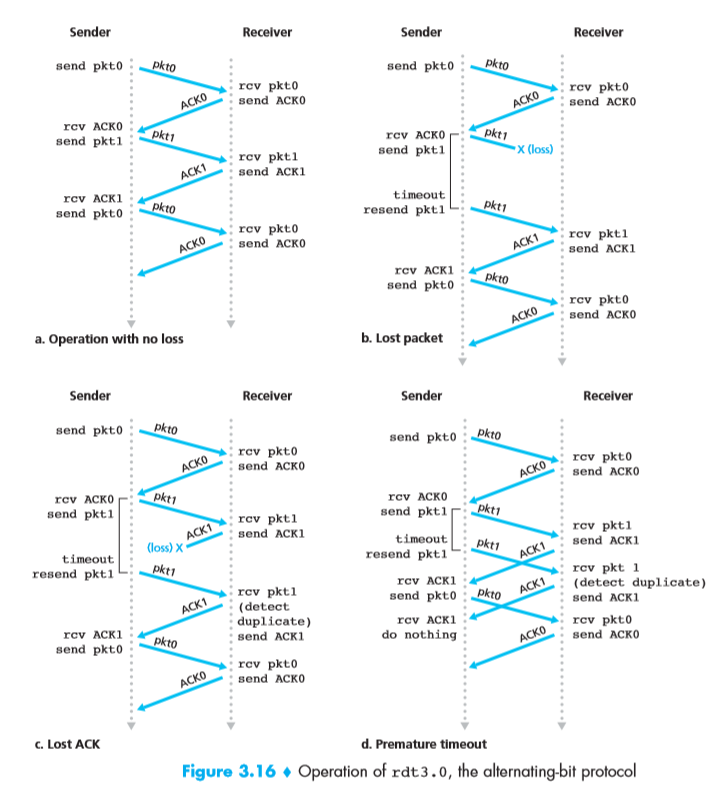 Sender
Receiver
send pkt0
pkt0
rcv pkt0
send ACK0
ACK0
rcv ACK0
send pkt1
pkt1
rcv pkt1
send ACK1
ACK1
rcv ACK1
send pkt0
pkt0
rcv pkt0
send ACK0
ACK0
a. Operation with no loss
Sender
Receiver
send pkt0
pkt0
rcv pkt0
send ACK0
ACK0
rcv ACK0
send pkt1
pkt1
X (loss)
timeout
resend pkt1
pkt1
rcv pkt1
send ACK1
ACK1
rcv ACK1
send pkt0
pkt0
rcv pkt0
send ACK0
ACK0
b. Lost packet
Sender
Receiver
send pkt0
pkt0
rcv pkt0
send ACK0
ACK0
rcv ACK0
send pkt1
pkt1
rcv pkt1
send ACK1
ACK1
(loss) X
timeout
resend pkt1
pkt1
rcv pkt1
(detect
duplicate)
send ACK1
ACK1
rcv ACK1
send pkt0
pkt0
rcv pkt0
send ACK0
ACK0
c. Lost ACK
Sender
Receiver
send pkt0
pkt0
rcv pkt0
send ACK0
ACK0
rcv ACK0
send pkt1
pkt1
rcv pkt1
send ACK1
ACK1
timeout
resend pkt1
pkt1
rcv pkt 1
(detect duplicate)
send ACK1
ACK1
rcv ACK1
send pkt0
pkt0
rcv ACK1
do nothing
rcv pkt0
send ACK0
ACK0
d. Premature timeout
Figure 3.16 ♦ Operation of rdt3.0, the alternating-bit protocol